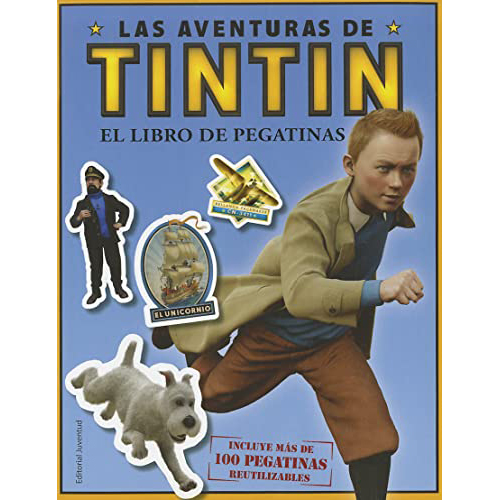 LAS AVENTURAS DE
TINTIN
EL LIBRO DE PEGATINAS
EL UNICORNIO
INCLUYE MÁS DE
100 PEGATINAS
REUTILIZABLES
Editorial Juventud